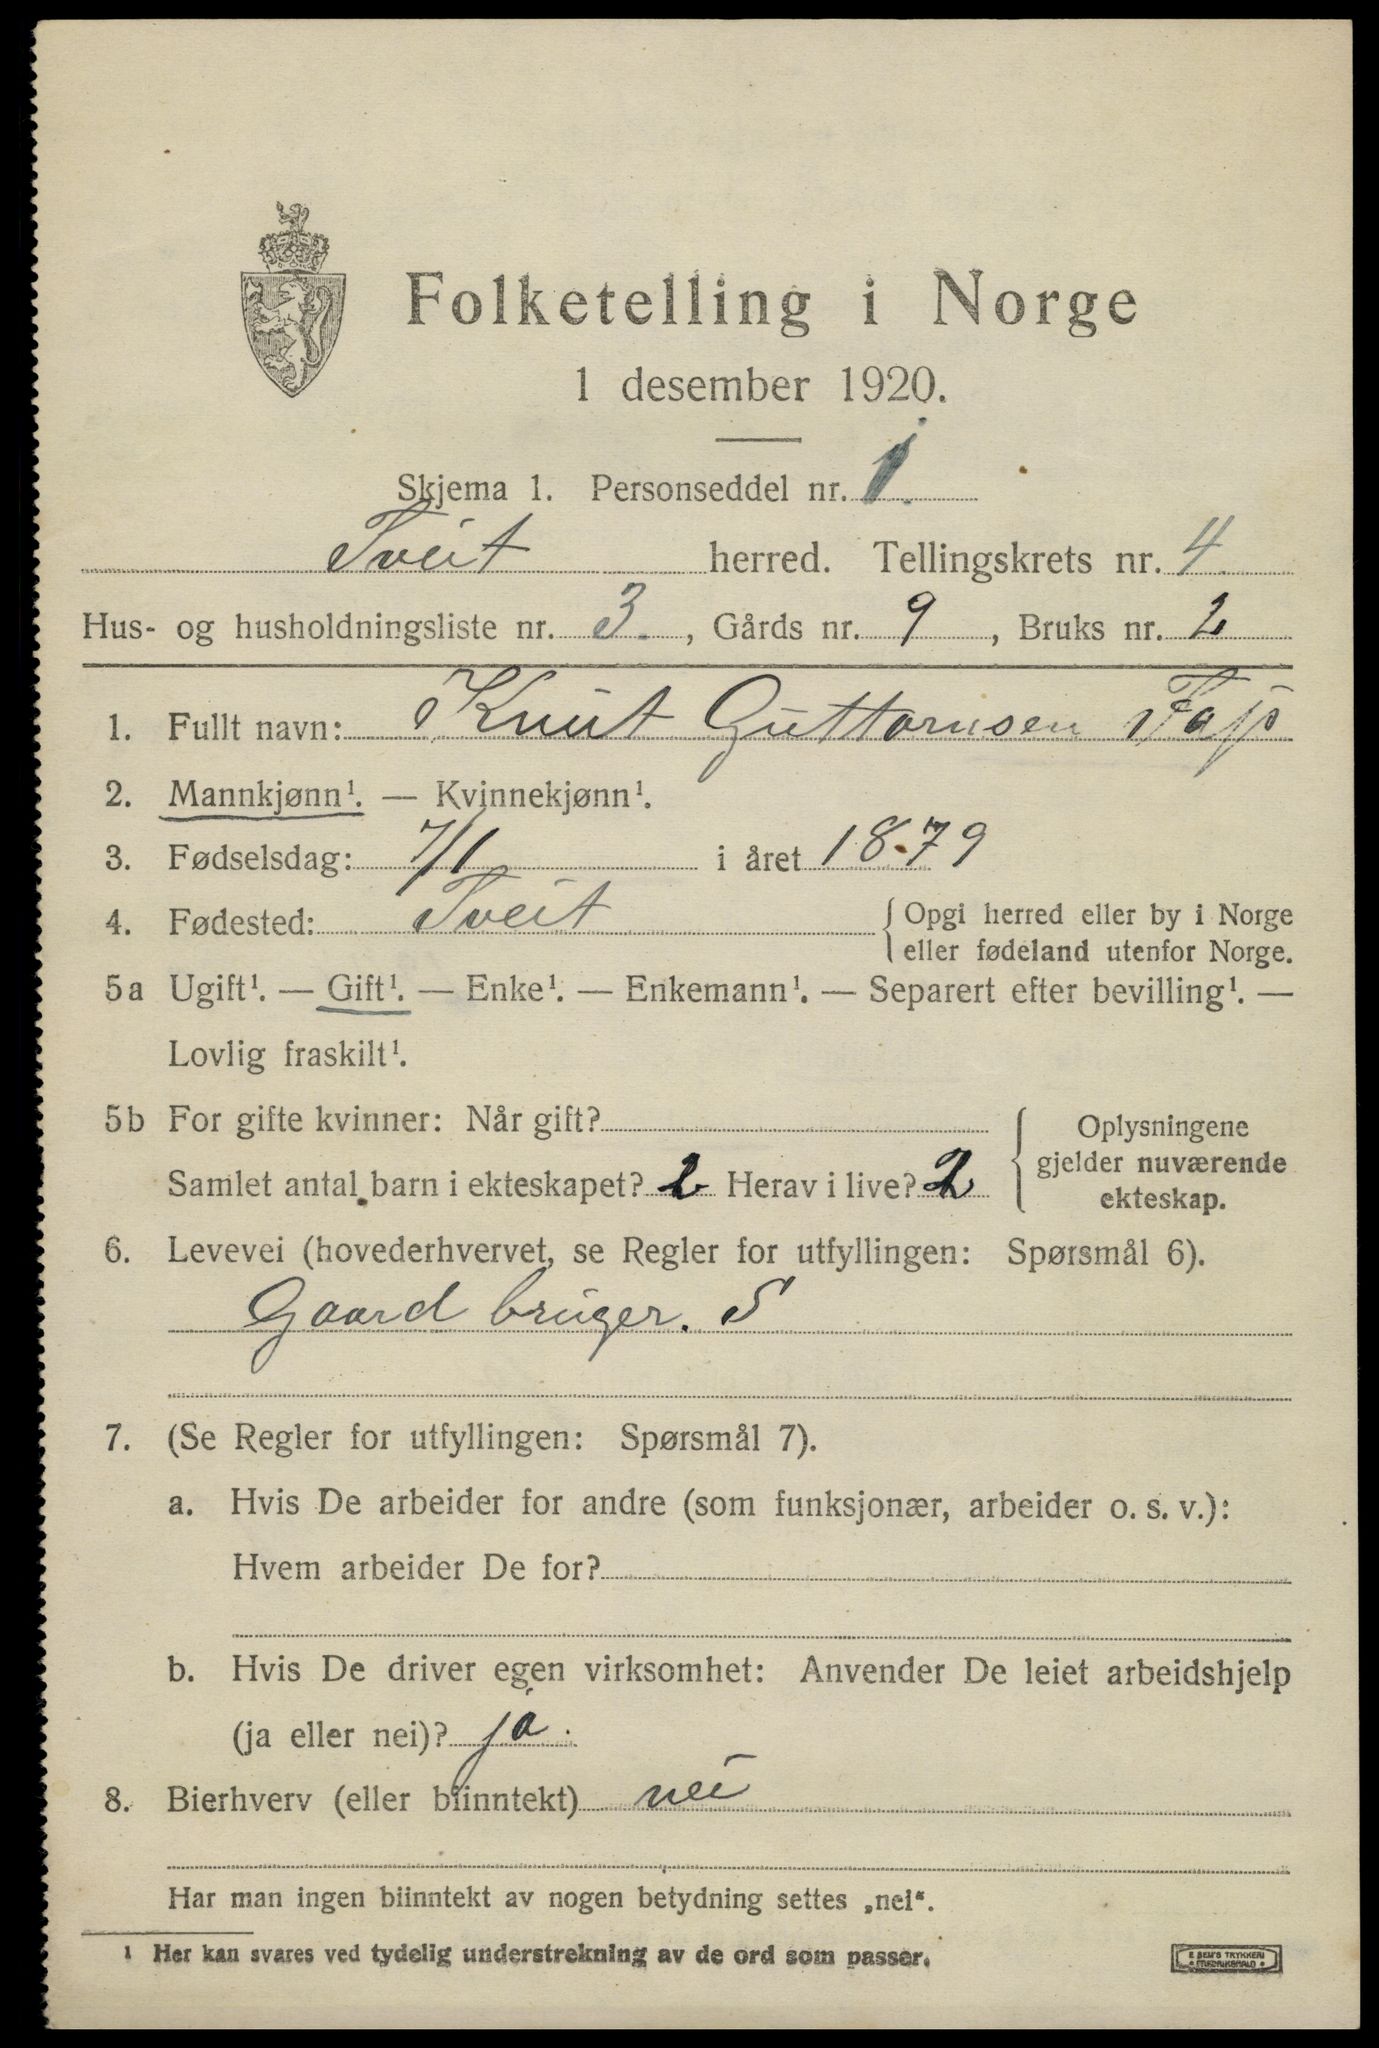 Folketelling i Norge
1 desember 1920.
Skjema 1. Personseddel nr. 1.
Tveit herred. Tellingskrets nr. 4
Hus- og husholdningsliste nr. 3. , Gårds nr. 9 , Bruks nr. 2
1. Fullt navn: Knut Guttormsen
2. Mannkjønn¹. — Kvinnekjønn¹.
3. Fødselsdag: 7/1 i året 1879
4. Fødested: Tveit { Opgi herred eller by i Norge
eller fødeland utenfor Norge.
5a Ugift¹. — Gift¹. — Enke¹. — Enkemann¹. — Separert efter bevilling¹. —
Lovlig fraskilt¹.
5b For gifte kvinner: Når gift?
Samlet antal barn i ekteskapet? 2 Herav i live? 2
Oplysningene
gjelder nuværende
ekteskap.
6. Levevei (hovederhvervet, se Regler for utfyllingen: Spørsmål 6).
Gaard bruger. S
7. (Se Regler for utfyllingen: Spørsmål 7).
a. Hvis De arbeider for andre (som funksjonær, arbeider o. s. v.):
Hvem arbeider De for?
b. Hvis De driver egen virksomhet: Anvender De leiet arbeidshjelp
(ja eller nei)? ja.
8. Bierhverv (eller biinntekt) nei
Har man ingen biinntekt av nogen betydning settes „nei“.
1 Her kan svares ved tydelig understrekning av de ord som passer.
E SEM'S TRYKKERI
FREDRIKSHALD